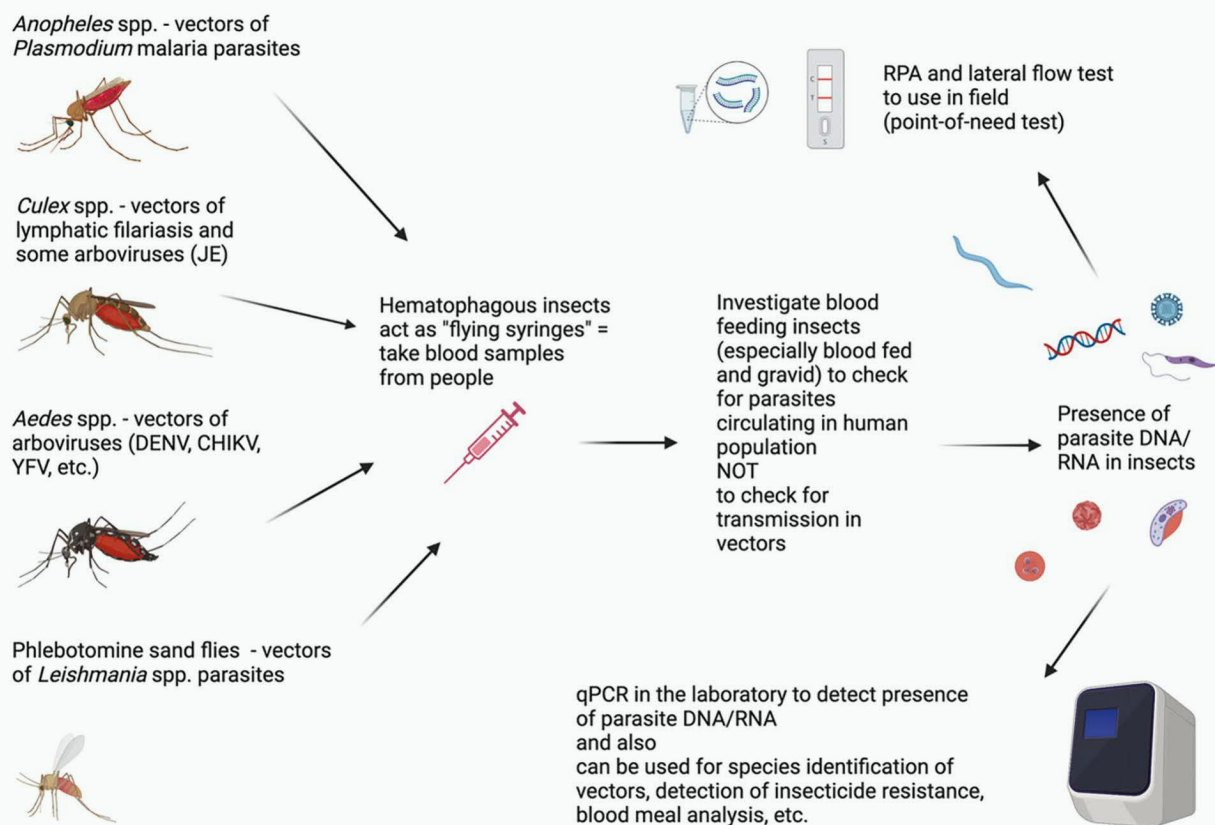 Anopheles spp. - vectors of
Plasmodium malaria parasites
Culex spp. - vectors of
lymphatic filariasis and
some arboviruses (JE)
Aedes spp. - vectors of
arboviruses (DENV, CHIKV,
YFV, etc.)
Phlebotomine sand flies - vectors
of Leishmania spp. parasites
Hematophagous insects
act as "flying syringes" =
take blood samples
from people
Investigate blood
feeding insects
(especially blood fed
and gravid) to check
for parasites
circulating in human
population
NOT
to check for
transmission in
vectors
Presence of
parasite DNA/
RNA in insects
C
T
S
RPA and lateral flow test
to use in field
(point-of-need test)
qPCR in the laboratory to detect presence
of parasite DNA/RNA
and also
can be used for species identification of
vectors, detection of insecticide resistance,
blood meal analysis, etc.